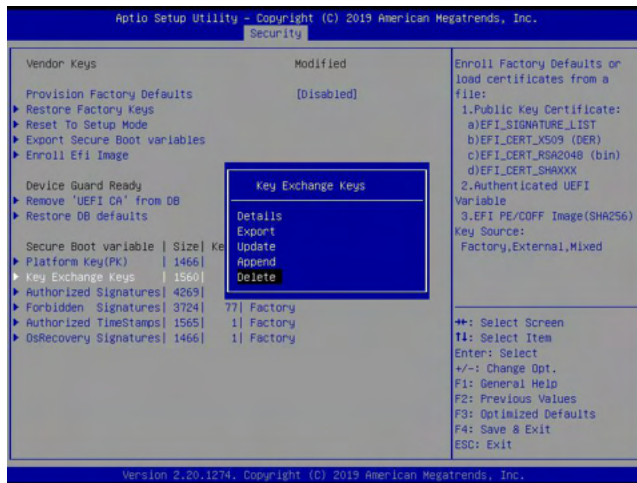 Aptio Setup Utility - Copyright (C) 2019 American Megatrends, Inc.
Security
Vendor Keys Modified
Provision Factory Defaults [Disabled]
Restore Factory Keys
Reset To Setup Mode
Export Secure Boot variables
Enroll Efi Image
Device Guard Ready
Remove 'UEFI CA' from DB
Restore DB defaults
Secure Boot variable | Size| Ke
Platform Key(PK) | 1466|
Key Exchange Keys | 1560|
Authorized Signatures| 4269|
Forbidden Signatures| 3724| 77| Factory
Authorized TimeStamps| 1565| 1| Factory
OsRecovery Signatures| 1466| 1| Factory
Key Exchange Keys
Details
Export
Update
Append
Delete
Enroll Factory Defaults or
load certificates from a
file:
1.Public Key Certificate:
a)EFI_SIGNATURE_LIST
b)EFI_CERT_X509 (DER)
c)EFI_CERT_RSA2048 (bin)
d)EFI_CERT_SHAXXX
2.Authenticated UEFI
Variable
3.EFI PE/COFF Image(SHA256)
Key Source:
Factory,External,Mixed
→←: Select Screen
↑↓: Select Item
Enter: Select
+/-: Change Opt.
F1: General Help
F2: Previous Values
F3: Optimized Defaults
F4: Save & Exit
ESC: Exit
Version 2.20.1274. Copyright (C) 2019 American Megatrends, Inc.